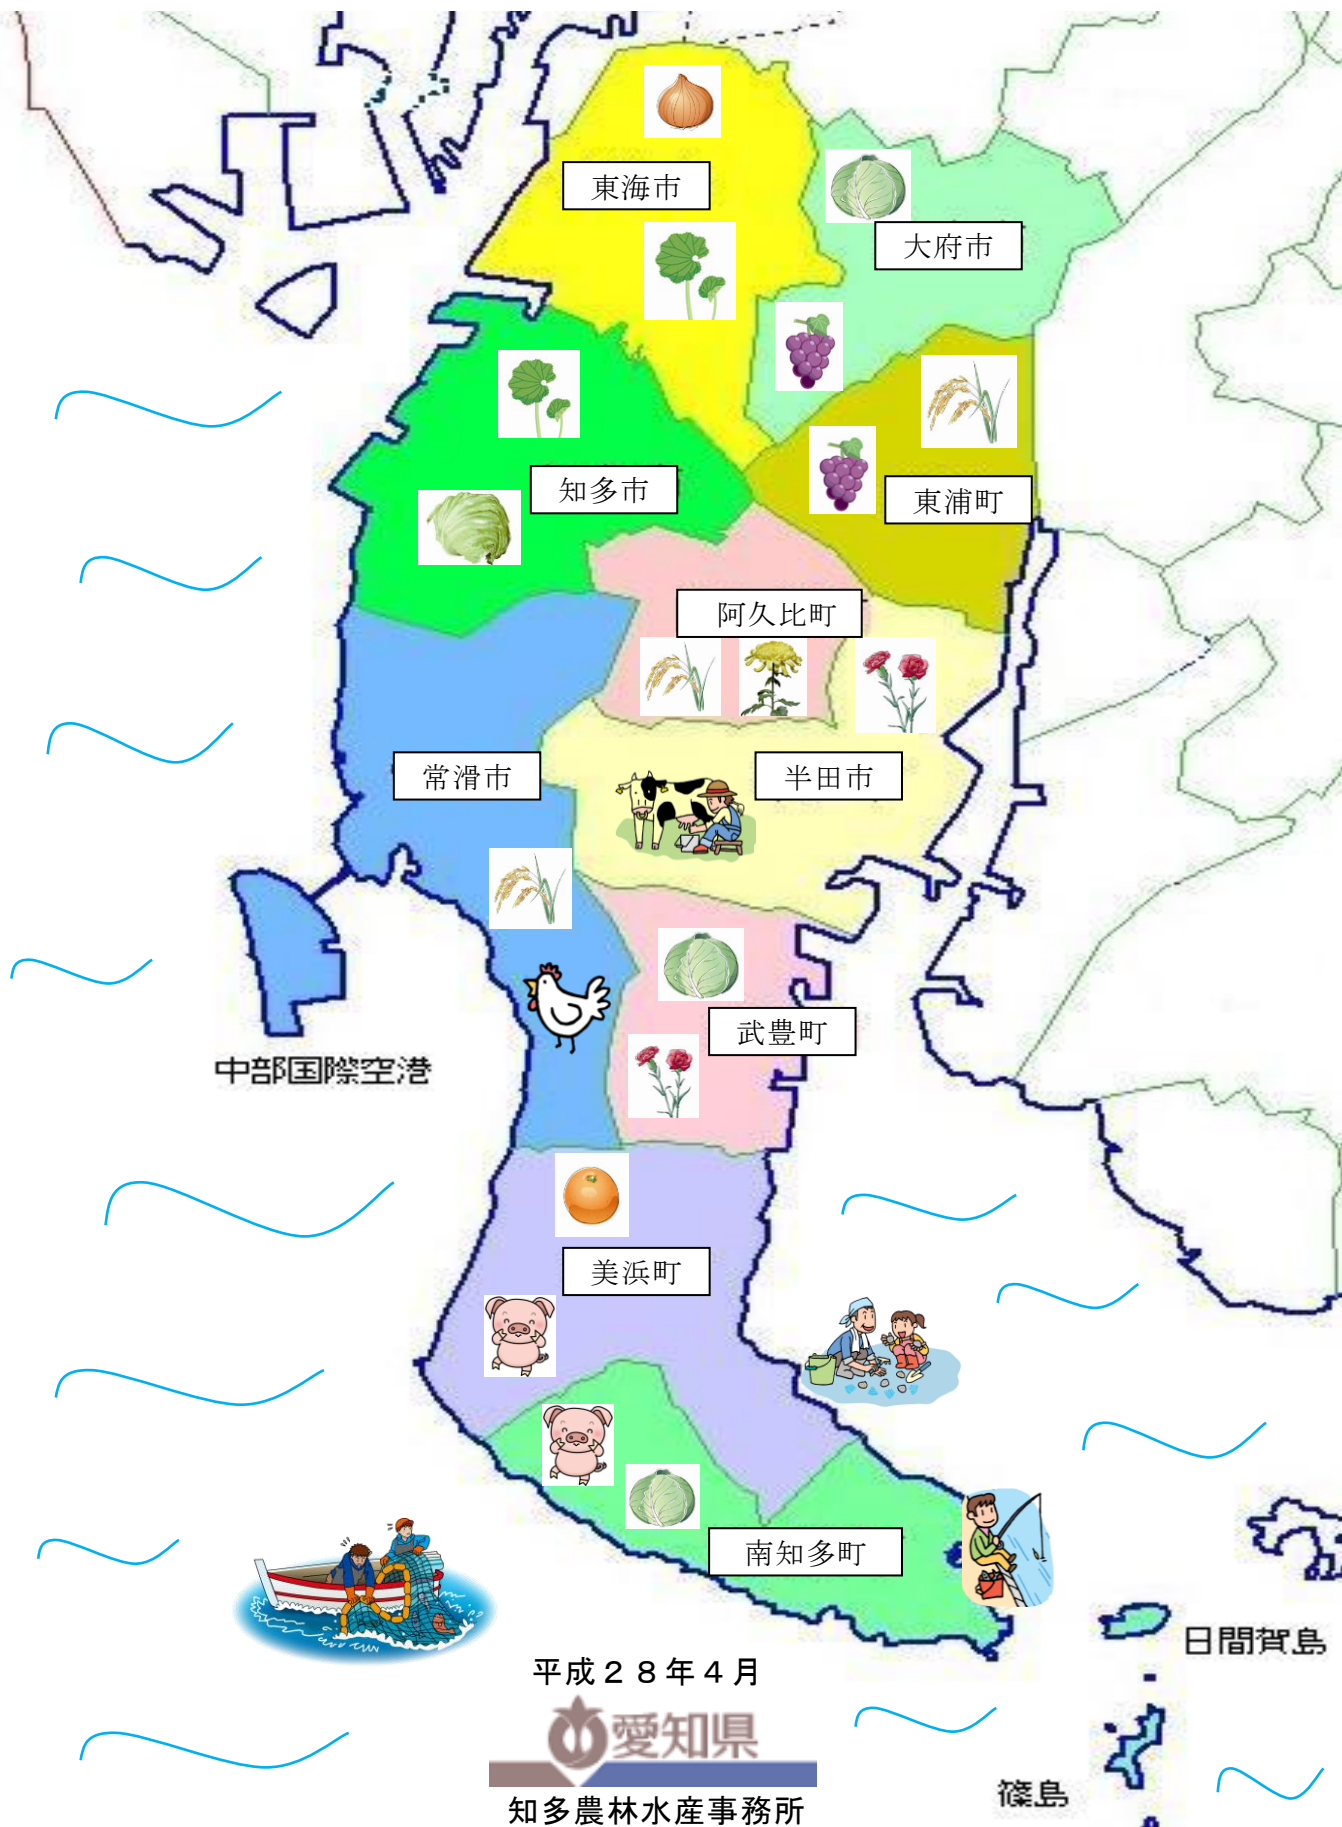 東海市
大府市
知多市
東浦町
阿久比町
常滑市
半田市
武豊町
中部国際空港
美浜町
南知多町
日間賀島
篠島
平成２８年４月
愛知県
知多農林水産事務所